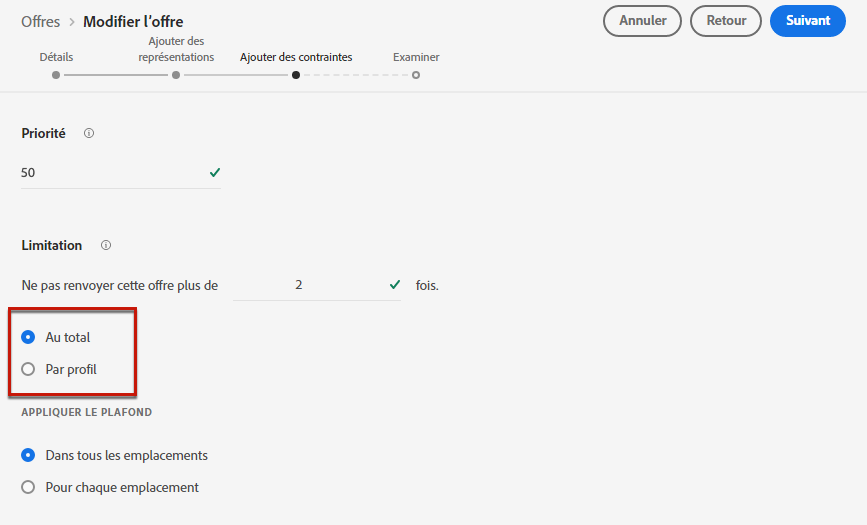 Offres > Modifier l'offre
Annuler
Retour
Suivant
Détails
Ajouter des
représentations
Ajouter des contraintes
Examiner
Priorité
50
Limitation
Ne pas renvoyer cette offre plus de 2 fois.
Au total
Par profil
APPLIQUER LE PLAFOND
Dans tous les emplacements
Pour chaque emplacement